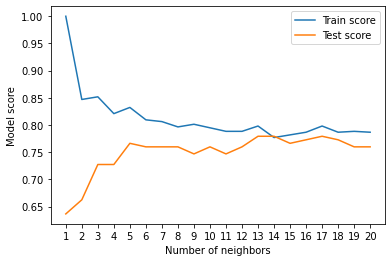 1.00
0.95
0.90
0.85
0.80
0.75
0.70
0.65
Model score
Train score
Test score
1 2 3 4 5 6 7 8 9 10 11 12 13 14 15 16 17 18 19 20
Number of neighbors